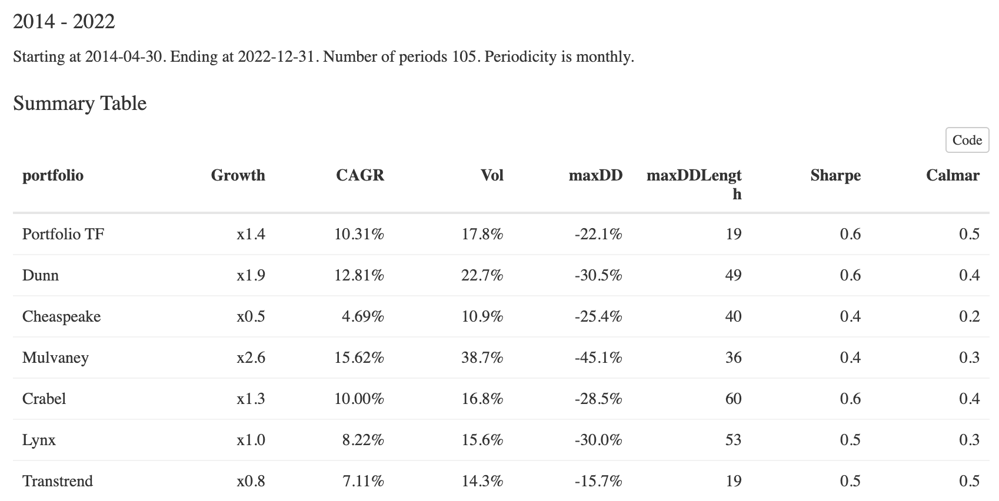 2014 - 2022
Starting at 2014-04-30. Ending at 2022-12-31. Number of periods 105. Periodicity is monthly.
Summary Table
Code
portfolio Growth CAGR Vol maxDD maxDDLengt Sharpe Calmar
h
Portfolio TF x1.4 10.31% 17.8% -22.1% 19 0.6 0.5
Dunn x1.9 12.81% 22.7% -30.5% 49 0.6 0.4
Cheaspeake x0.5 4.69% 10.9% -25.4% 40 0.4 0.2
Mulvaney x2.6 15.62% 38.7% -45.1% 36 0.4 0.3
Crabel x1.3 10.00% 16.8% -28.5% 60 0.6 0.4
Lynx x1.0 8.22% 15.6% -30.0% 53 0.5 0.3
Transtrend x0.8 7.11% 14.3% -15.7% 19 0.5 0.5